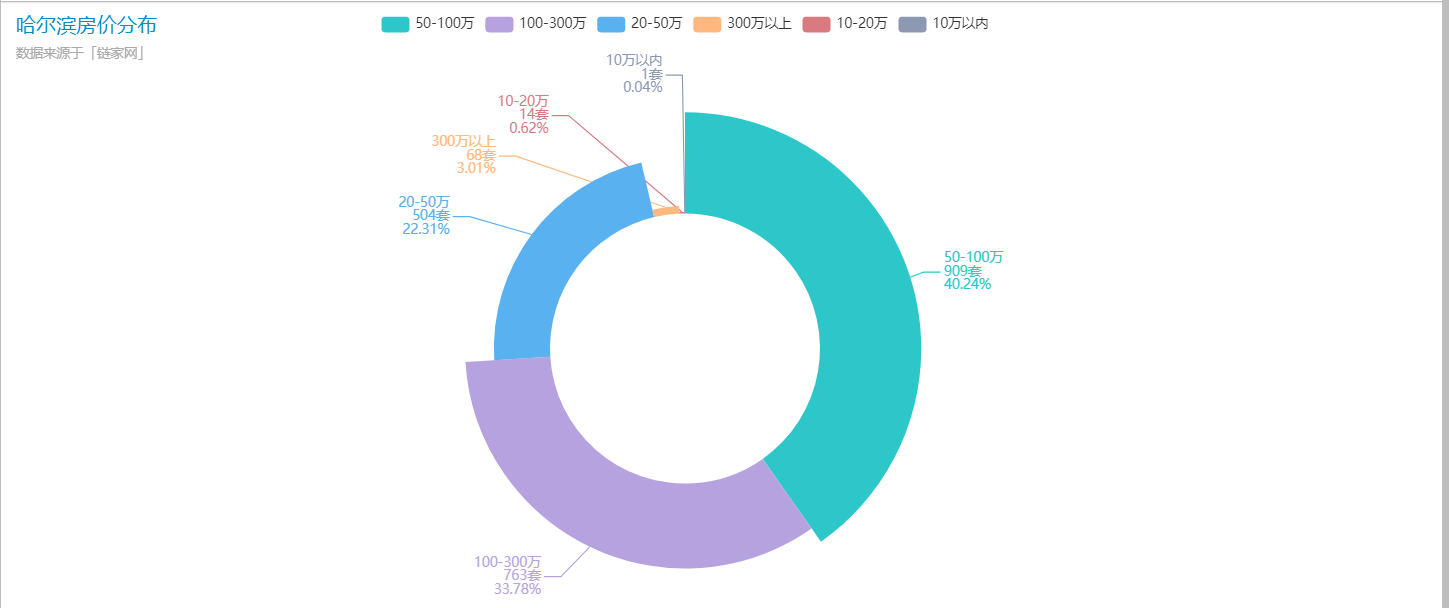 哈尔滨房价分布
数据来源于「链家网」
50-100万
100-300万
20-50万
300万以上
10-20万
10万以内
10万以内
1套
0.04%
10-20万
14套
0.62%
300万以上
68套
3.01%
20-50万
504套
22.31%
50-100万
909套
40.24%
100-300万
763套
33.78%